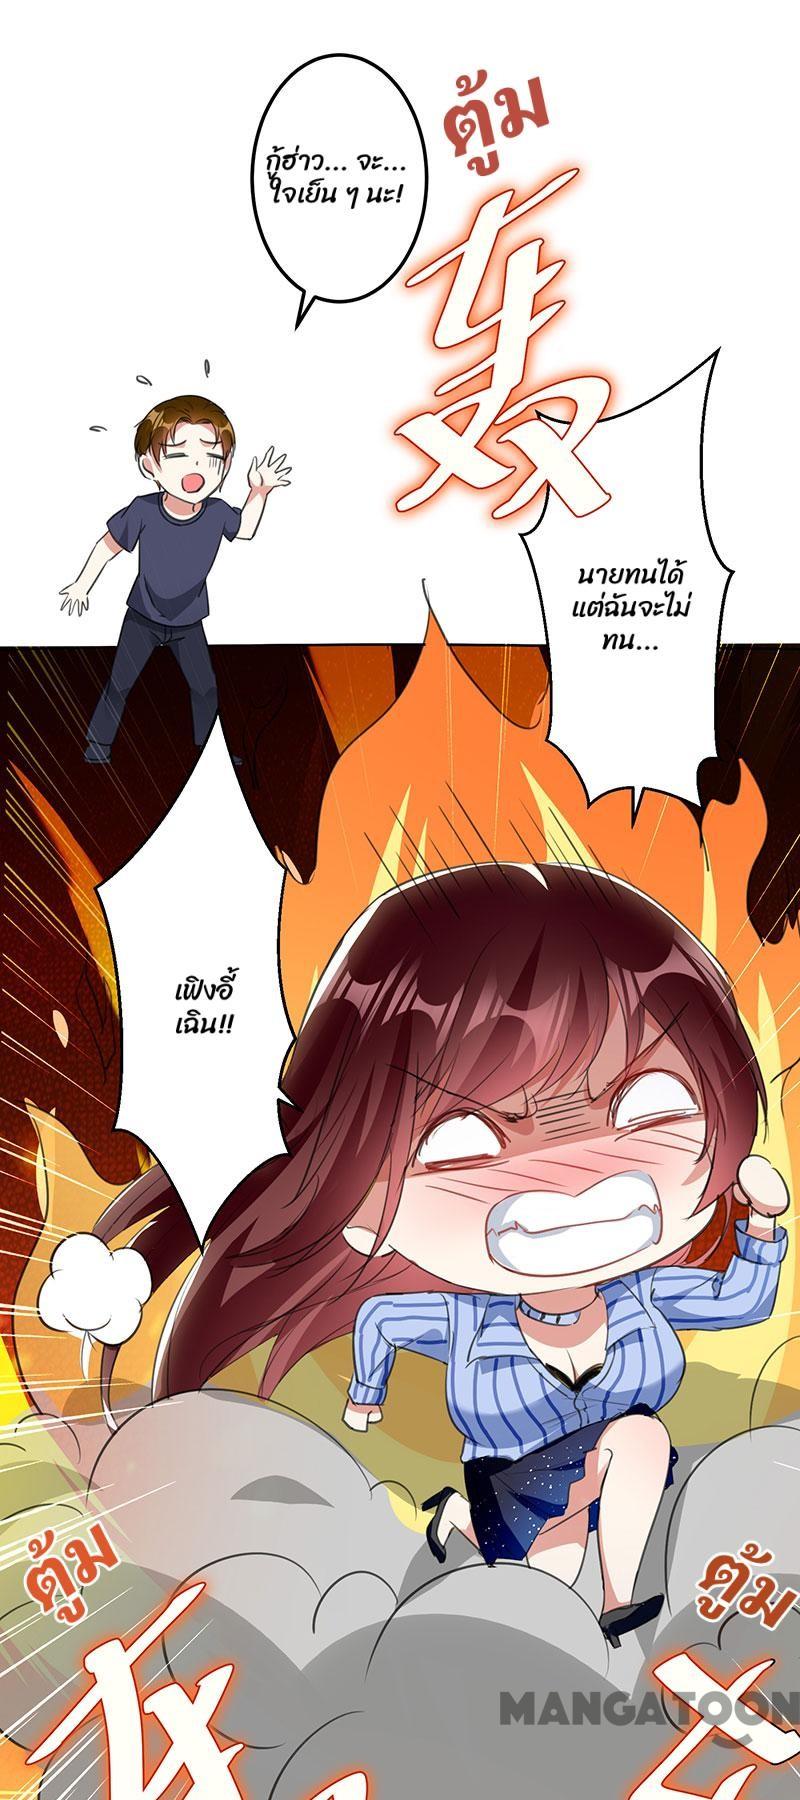 ตู้ม
กู้ฮ่าว... จะ...
ใจเย็น ๆ นะ!
轰
นายทนได้
แต่ฉันจะไม่
ทน...
เฟิงอี้
เฉิน!!
ตู้ม
ตู้ม
MANGATOON